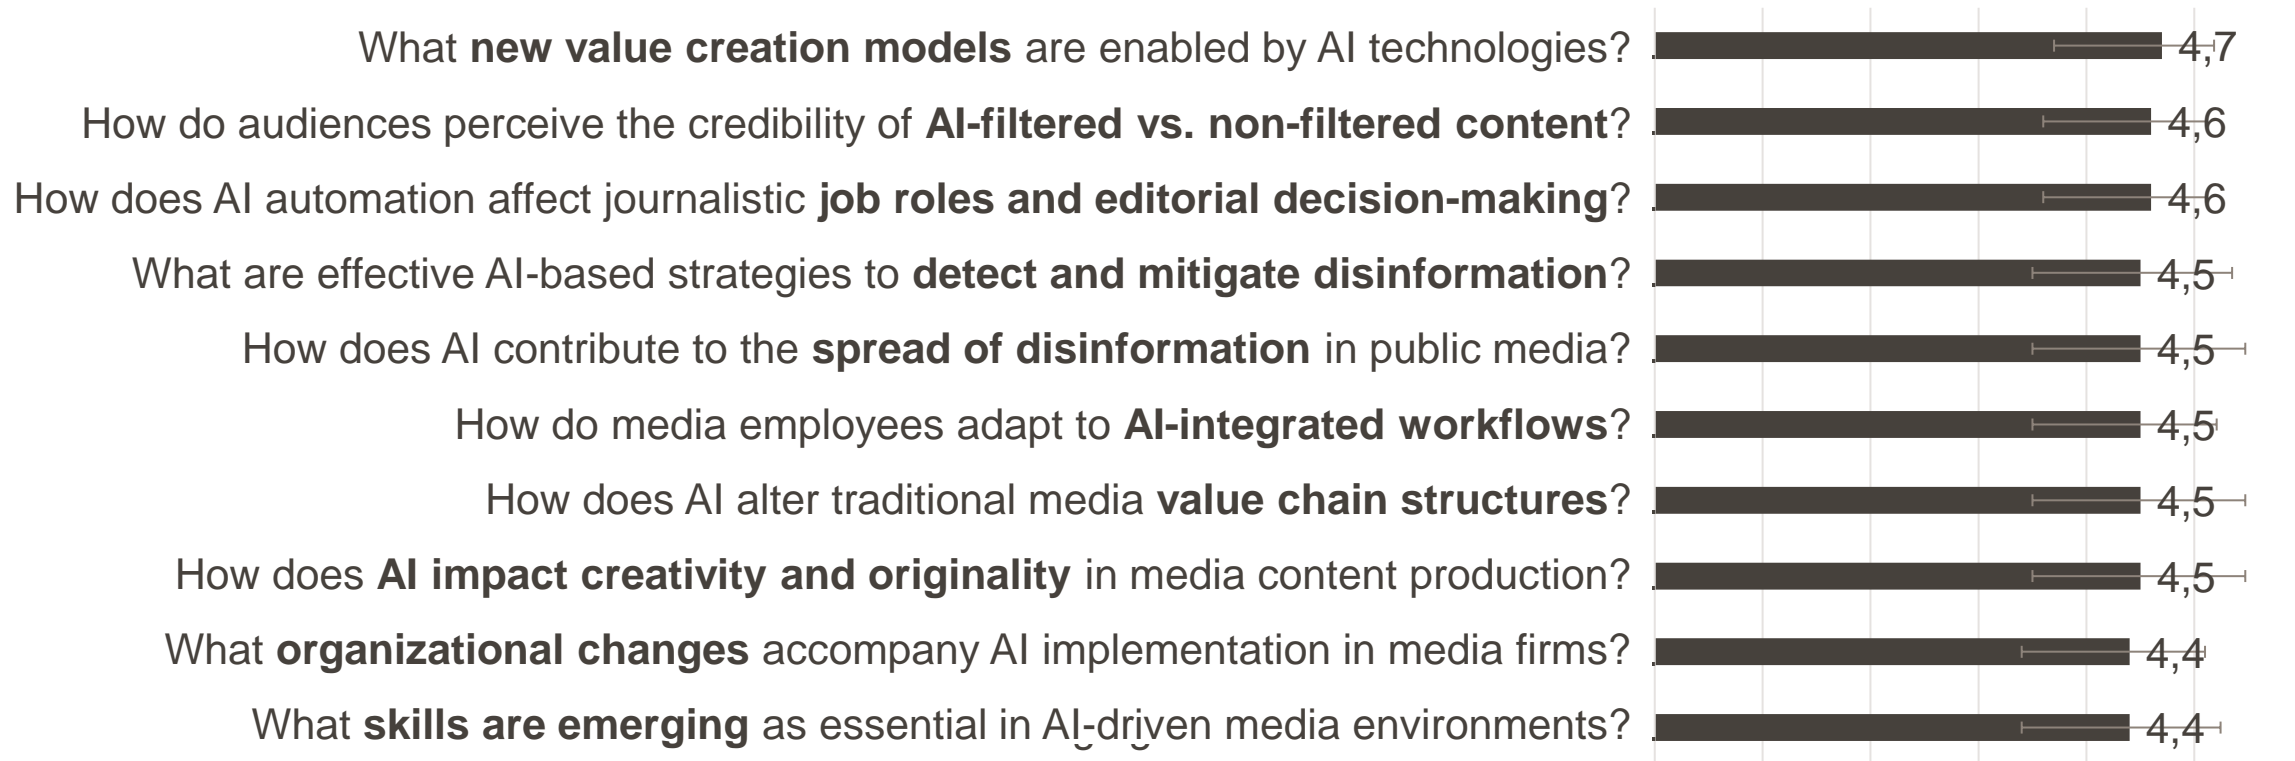 What new value creation models are enabled by AI technologies? 4,7
How do audiences perceive the credibility of AI-filtered vs. non-filtered content? 4,6
How does AI automation affect journalistic job roles and editorial decision-making? 4,6
What are effective AI-based strategies to detect and mitigate disinformation? 4,5
How does AI contribute to the spread of disinformation in public media? 4,5
How do media employees adapt to AI-integrated workflows? 4,5
How does AI alter traditional media value chain structures? 4,5
How does AI impact creativity and originality in media content production? 4,5
What organizational changes accompany AI implementation in media firms? 4,4
What skills are emerging as essential in AI-driven media environments? 4,4